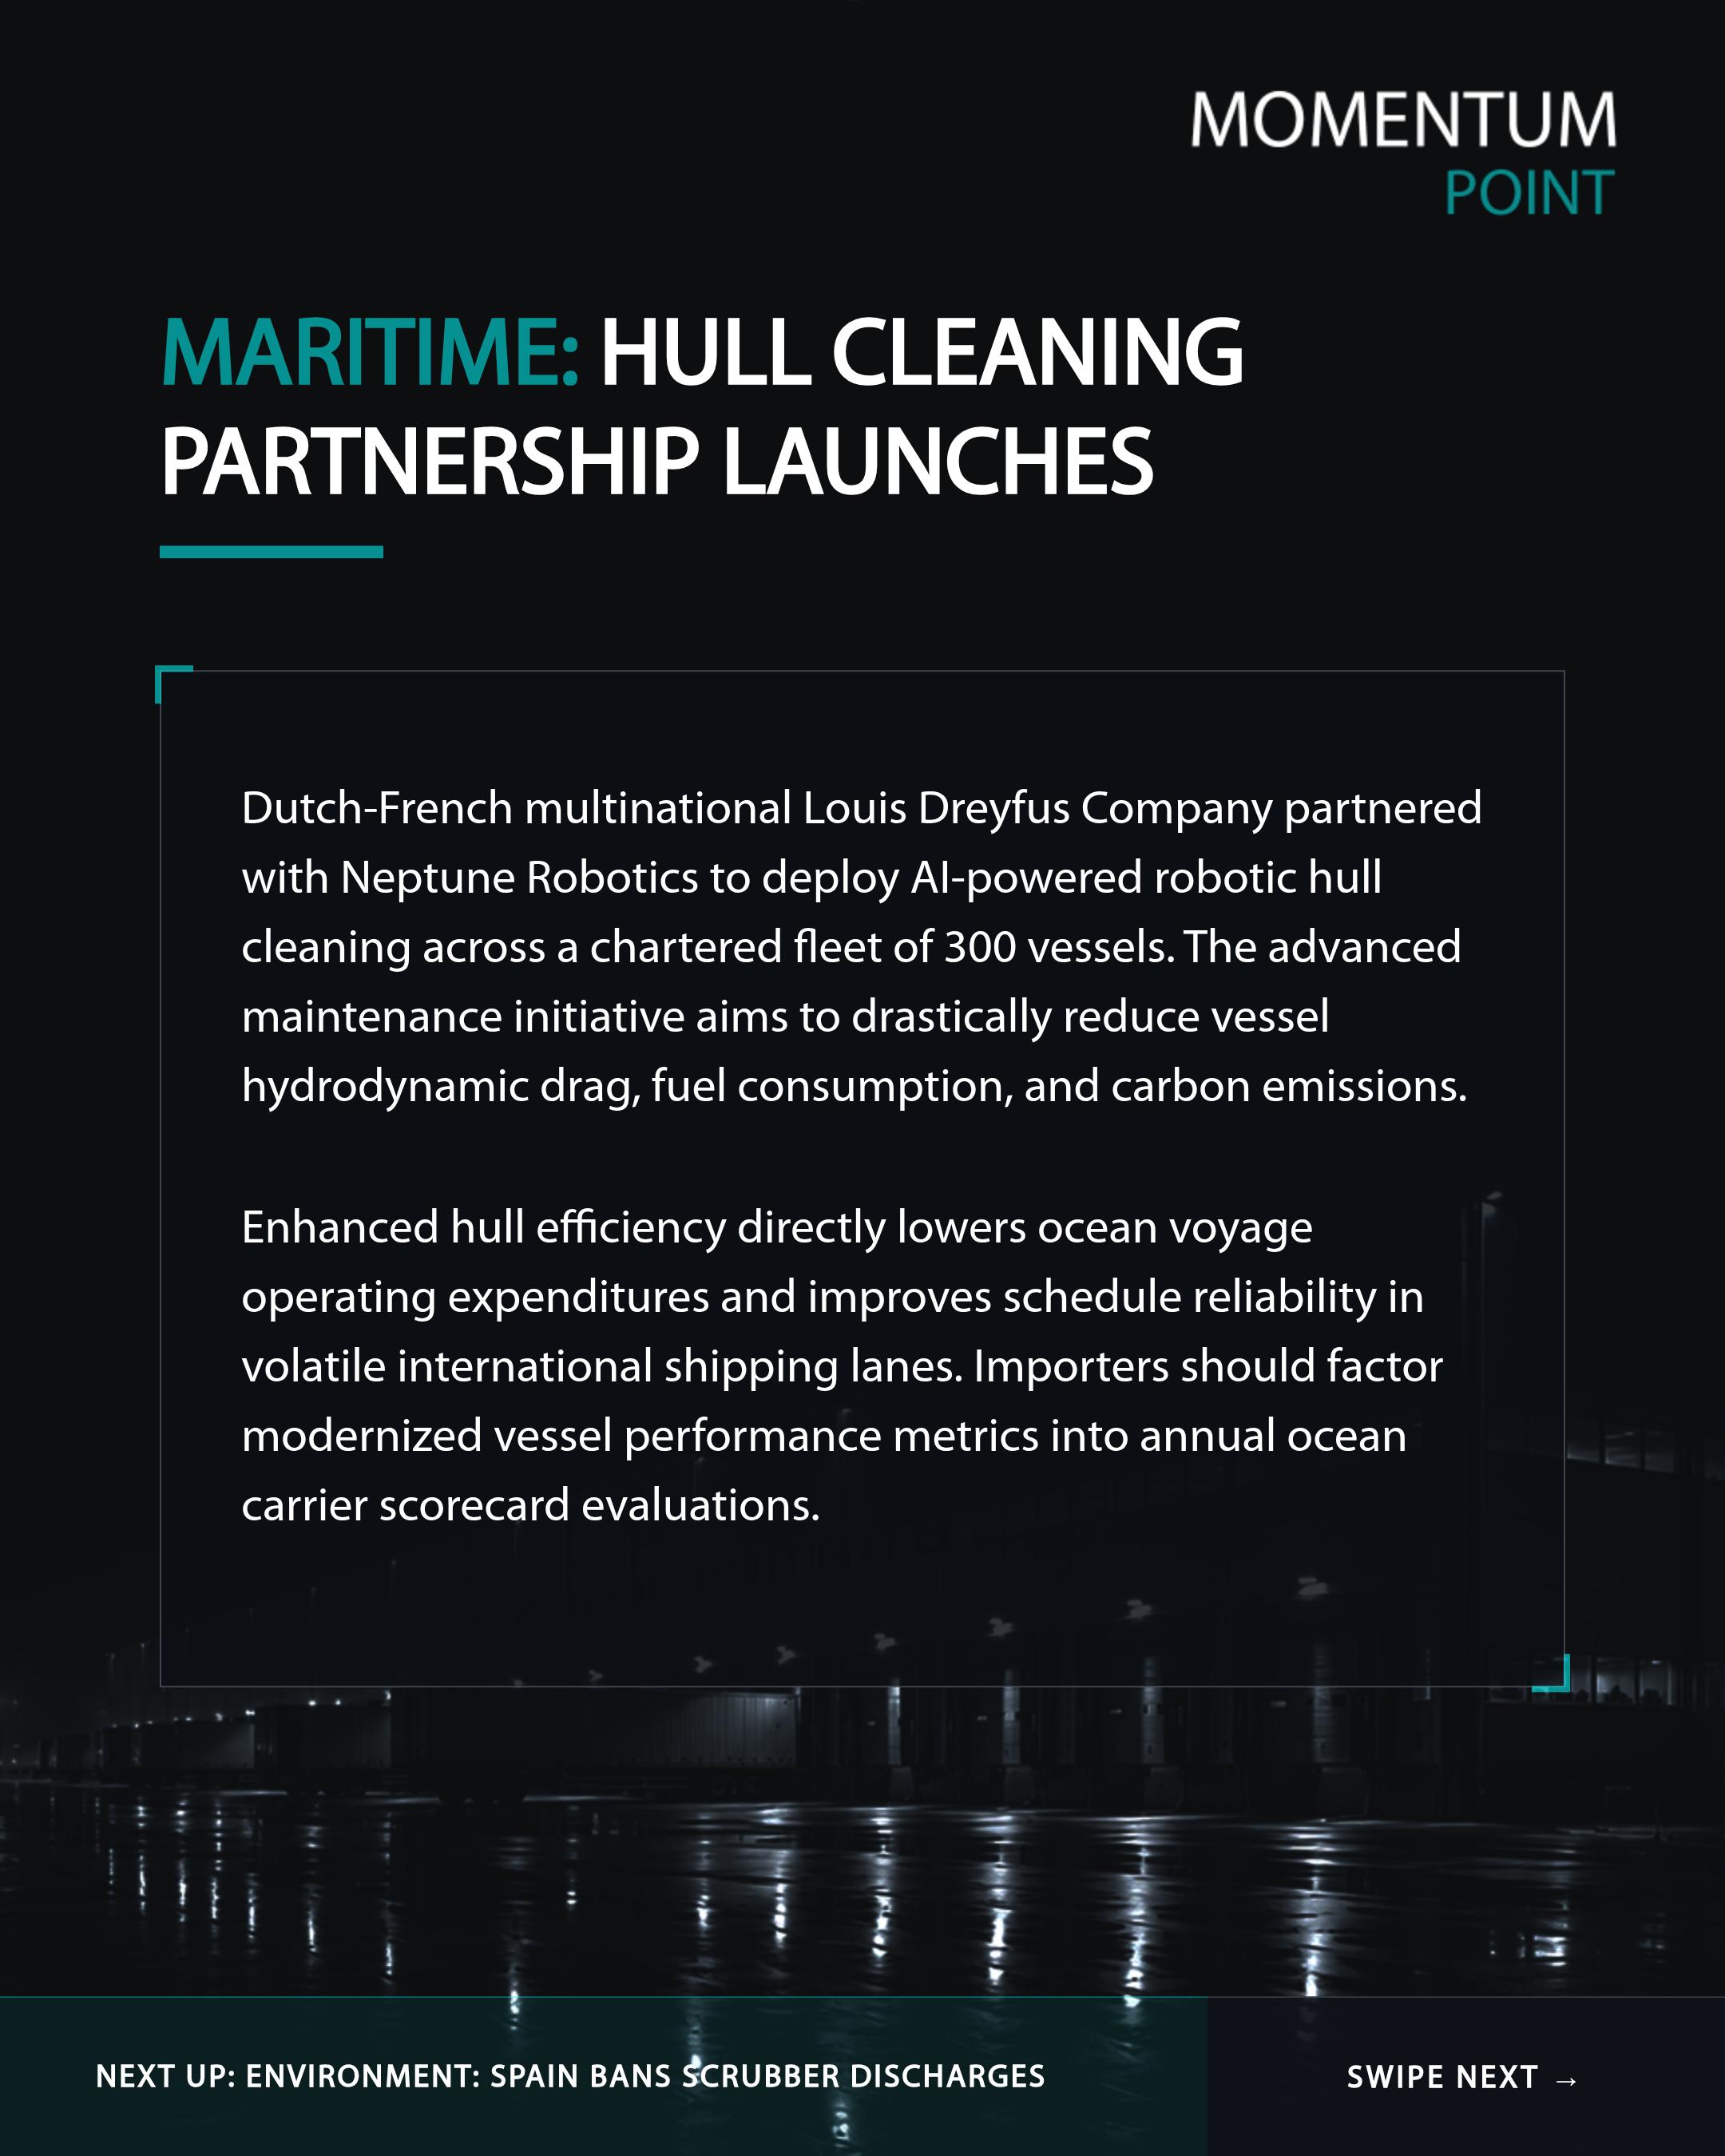 MOMENTUM
POINT
MARITIME: HULL CLEANING
PARTNERSHIP LAUNCHES
Dutch-French multinational Louis Dreyfus Company partnered
with Neptune Robotics to deploy AI-powered robotic hull
cleaning across a chartered fleet of 300 vessels. The advanced
maintenance initiative aims to drastically reduce vessel
hydrodynamic drag, fuel consumption, and carbon emissions.
Enhanced hull efficiency directly lowers ocean voyage
operating expenditures and improves schedule reliability in
volatile international shipping lanes. Importers should factor
modernized vessel performance metrics into annual ocean
carrier scorecard evaluations.
NEXT UP: ENVIRONMENT: SPAIN BANS SCRUBBER DISCHARGES
SWIPE NEXT →